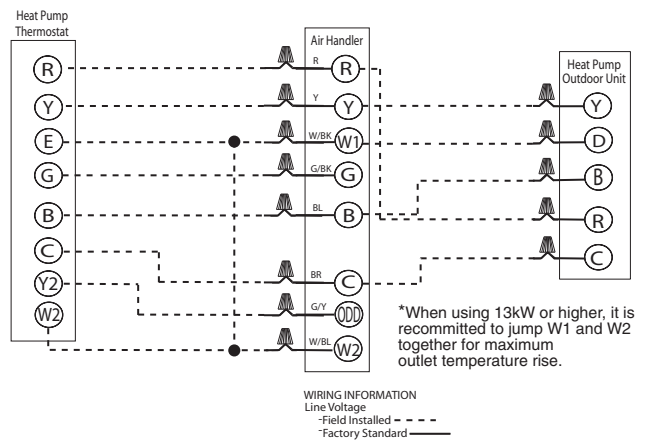 Heat Pump
Thermostat
Air Handler
Heat Pump
Outdoor Unit
R
R
R
Y
Y
Y
Y
E
W/BK
W1
D
G
G/BK
G
B
B
BL
B
R
C
BR
C
C
Y2
G/Y
ODD
W2
W/BL
W2
*When using 13kW or higher, it is
recommitted to jump W1 and W2
together for maximum
outlet temperature rise.
WIRING INFORMATION
Line Voltage
-Field Installed
-Factory Standard